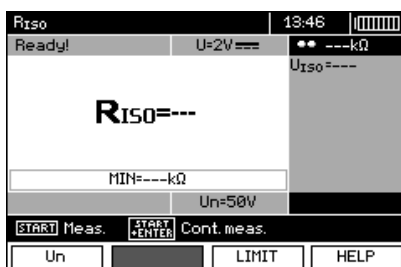 RISO 13:46
Ready! U=2V ●● ---kΩ
UISO=---
RISO=---
MIN=---kΩ
Un=50V
START Meas. START +ENTER Cont. meas.
Un LIMIT HELP